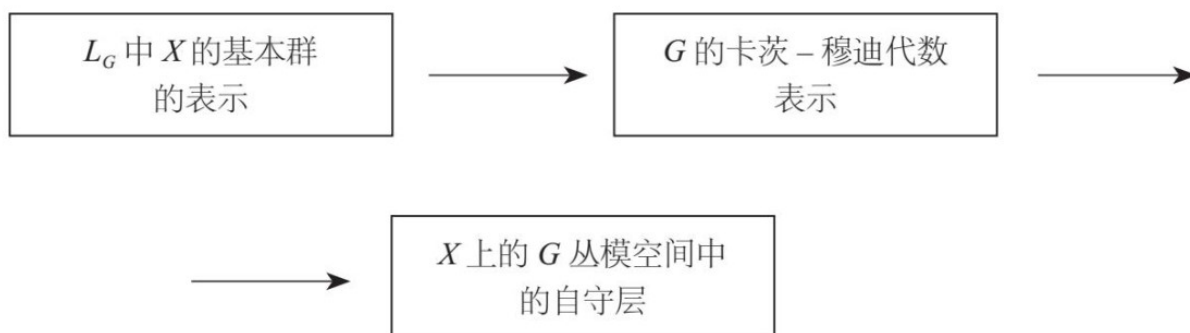 L_G 中 X 的基本群
的表示
G 的卡茨 – 穆迪代数
表示
X 上的 G 丛模空间中
的自守层